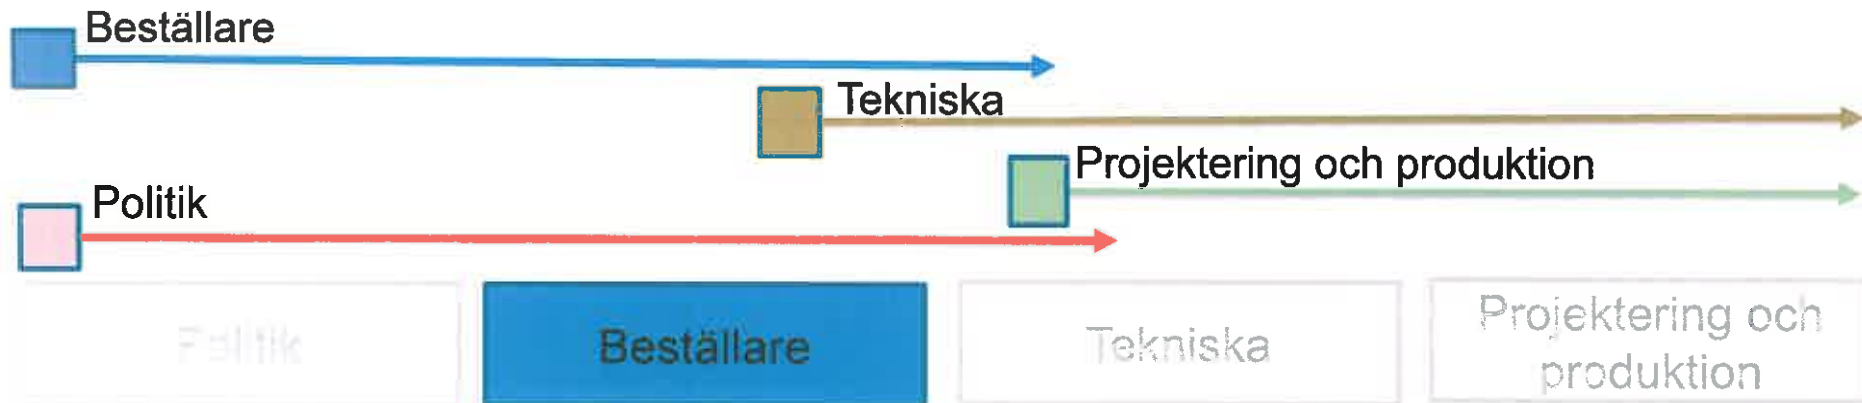 Beställare
Tekniska
Projektering och produktion
Politik
Politik
Beställare
Tekniska
Projektering och
produktion